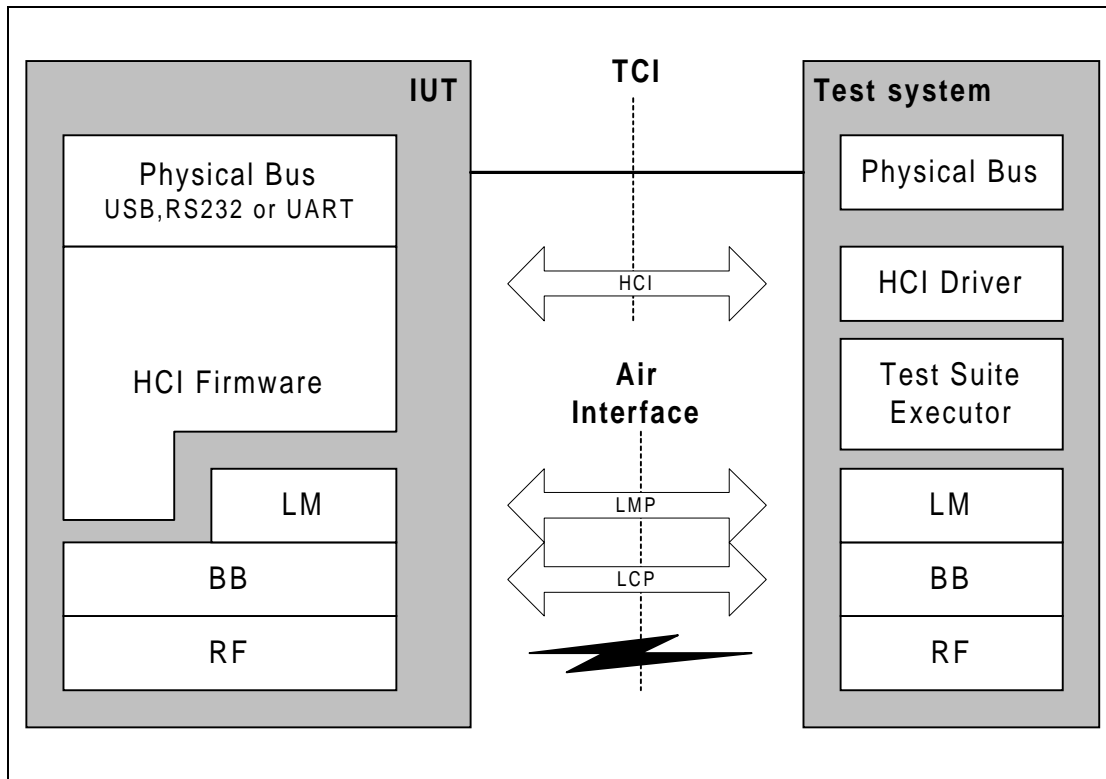 IUT
Physical Bus
USB,RS232 or UART
HCI Firmware
LM
BB
RF
TCI
HCI
Air
Interface
LMP
LCP
Test system
Physical Bus
HCI Driver
Test Suite
Executor
LM
BB
RF